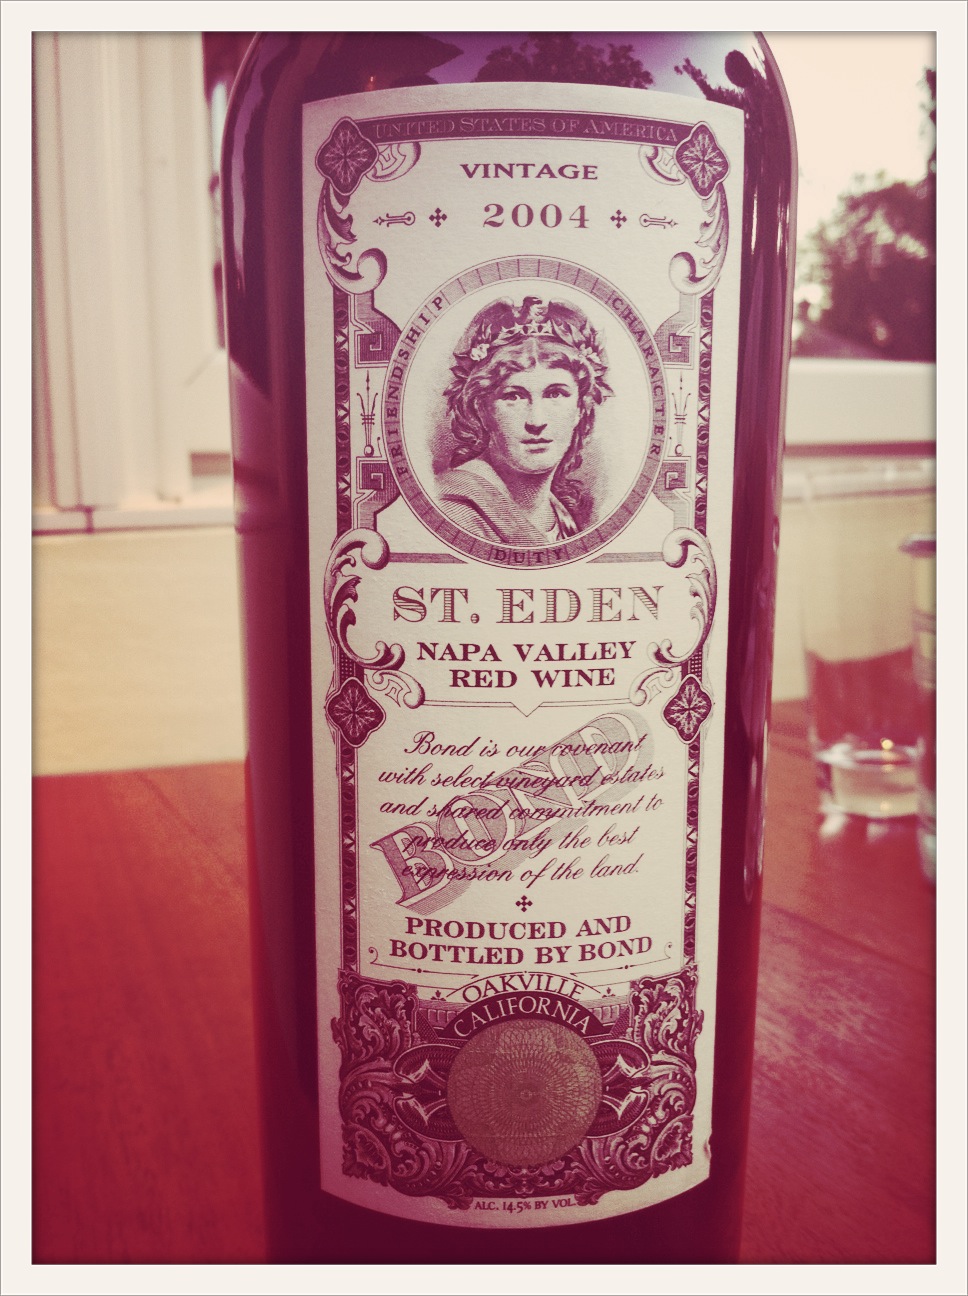 UNITED STATES OF AMERICA
VINTAGE
2004
FRIENDSHIP
CHARACTER
DUTY
ST. EDEN
NAPA VALLEY
RED WINE
Bond is our covenant
with select vineyard estates
and shared commitment to
produce only the best
expression of the land.
BOND
PRODUCED AND
BOTTLED BY BOND
OAKVILLE
CALIFORNIA
ALC. 14.5% BY VOL.